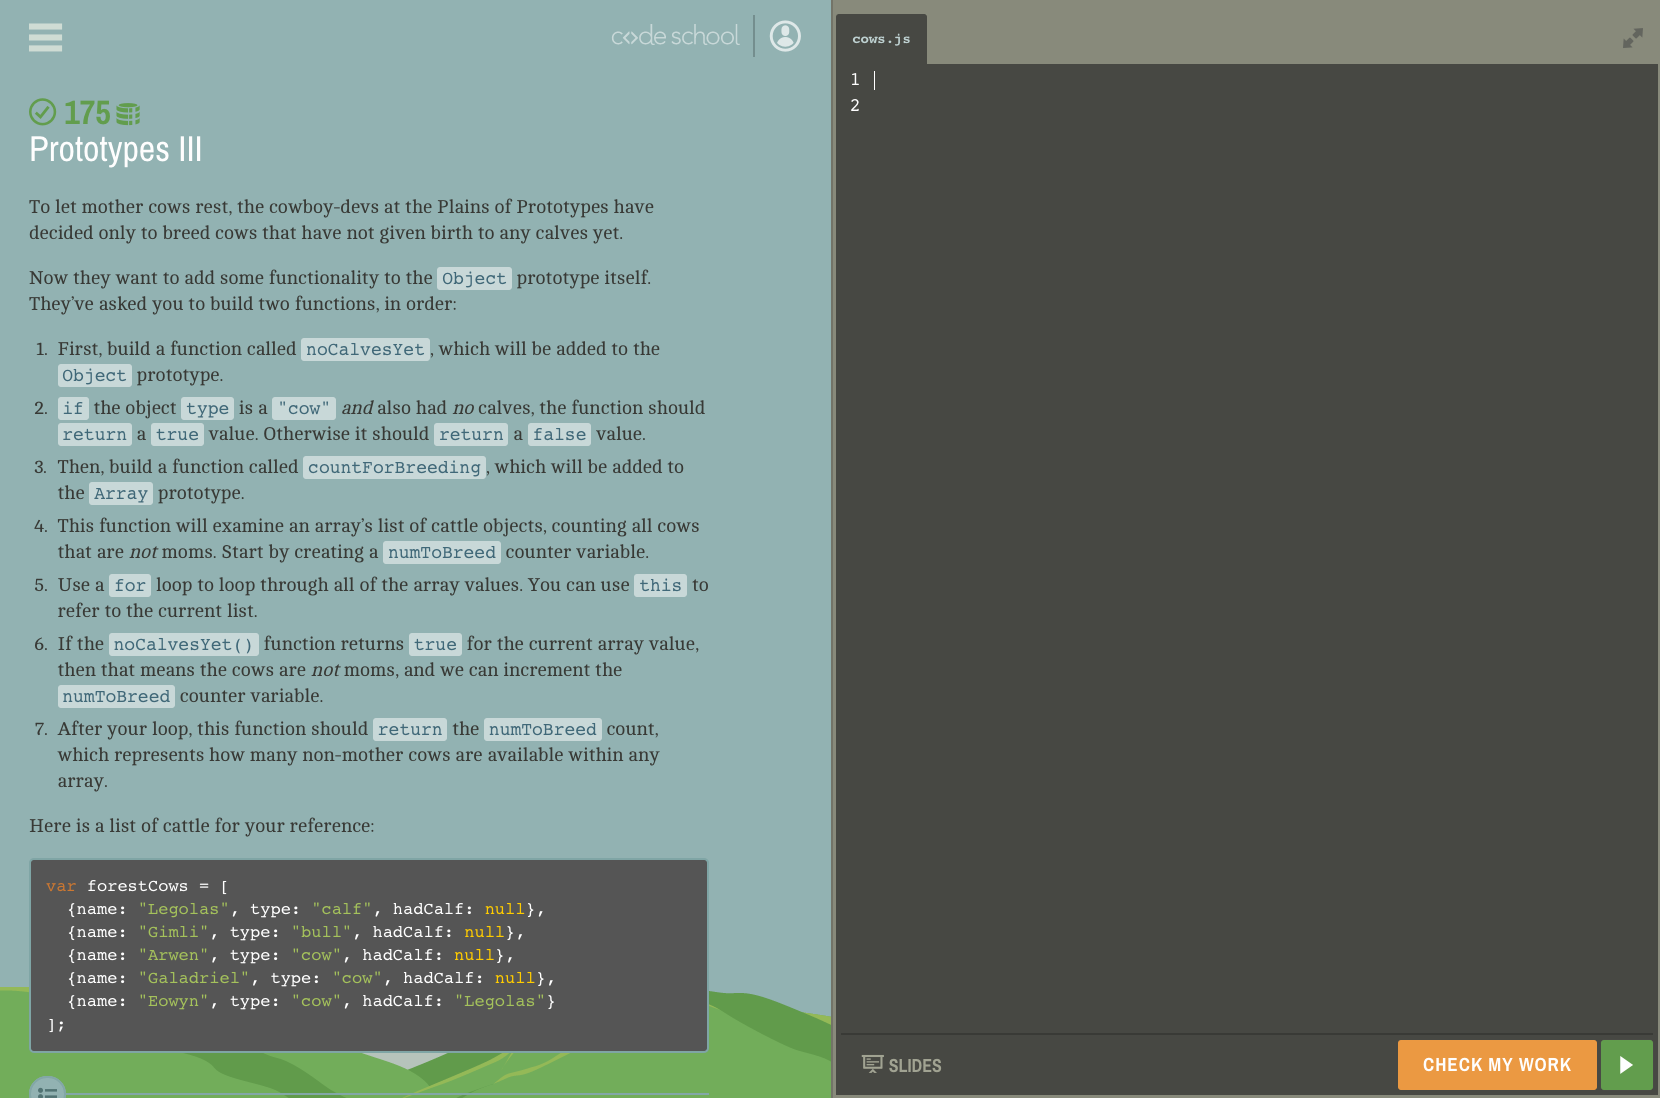 code school
175
Prototypes III
To let mother cows rest, the cowboy-devs at the Plains of Prototypes have
decided only to breed cows that have not given birth to any calves yet.
Now they want to add some functionality to the Object prototype itself.
They’ve asked you to build two functions, in order:
1. First, build a function called noCalvesYet, which will be added to the
Object prototype.
2. if the object type is a "cow" and also had no calves, the function should
return a true value. Otherwise it should return a false value.
3. Then, build a function called countForBreeding, which will be added to
the Array prototype.
4. This function will examine an array’s list of cattle objects, counting all cows
that are not moms. Start by creating a numToBreed counter variable.
5. Use a for loop to loop through all of the array values. You can use this to
refer to the current list.
6. If the noCalvesYet() function returns true for the current array value,
then that means the cows are not moms, and we can increment the
numToBreed counter variable.
7. After your loop, this function should return the numToBreed count,
which represents how many non-mother cows are available within any
array.
Here is a list of cattle for your reference:
var forestCows = [
{name: "Legolas", type: "calf", hadCalf: null},
{name: "Gimli", type: "bull", hadCalf: null},
{name: "Arwen", type: "cow", hadCalf: null},
{name: "Galadriel", type: "cow", hadCalf: null},
{name: "Eowyn", type: "cow", hadCalf: "Legolas"}
];
cows.js
1
2
SLIDES
CHECK MY WORK